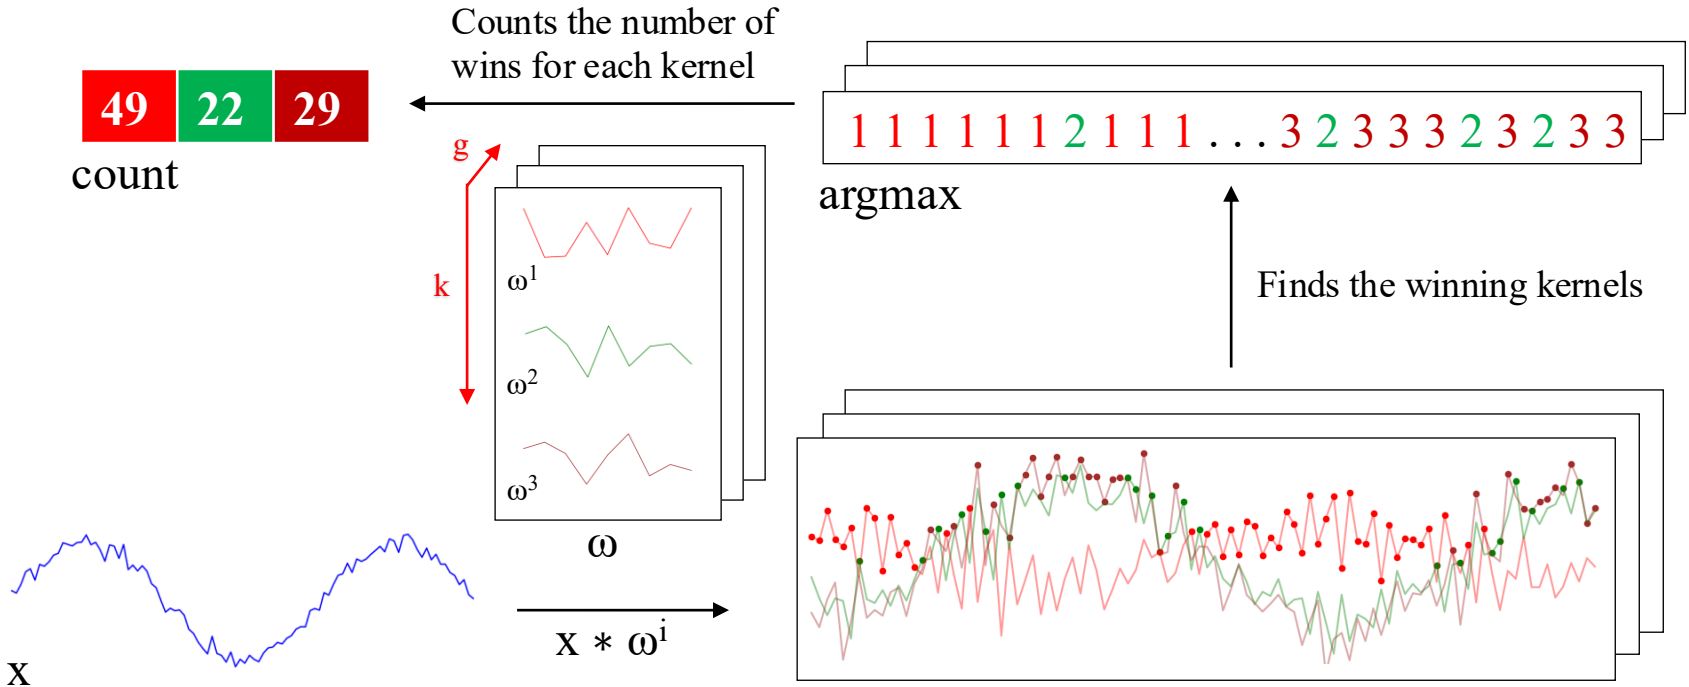 Counts the number of
wins for each kernel
49 22 29
count
1 1 1 1 1 1 2 1 1 1 . . . 3 2 3 3 3 2 3 2 3 3
argmax
g
k
ω¹
ω²
ω³
ω
Finds the winning kernels
x
x * ωⁱ